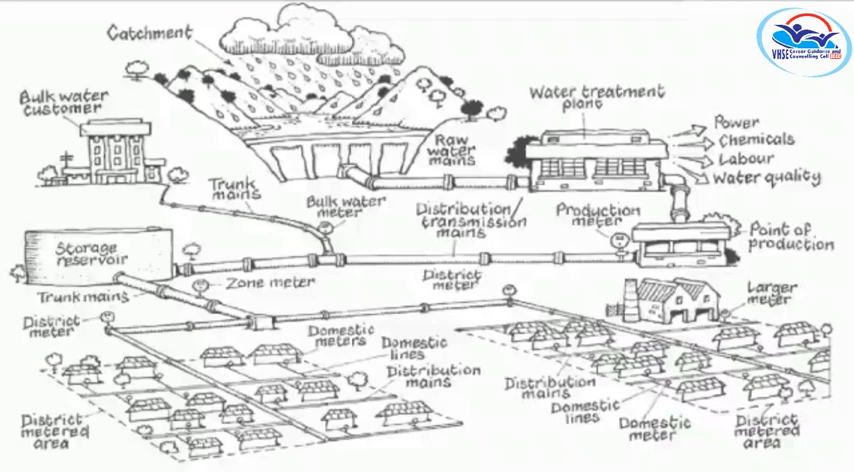 Catchment
VHSE Career Guidance and
Counselling Cell
Bulk water
customer
Water treatment
plant
Power
Chemicals
Labour
Water quality
Raw
water
mains
Trunk
mains
Bulk water
meter
Distribution
transmission
mains
Production
meter
Point of
production
Storage
reservoir
Zone meter
District
meter
Trunk mains
Larger
meter
District
meter
Domestic
meters
Domestic
lines
Distribution
mains
Distribution
mains
Domestic
lines
Domestic
meter
District
metered
area
District
metered
area